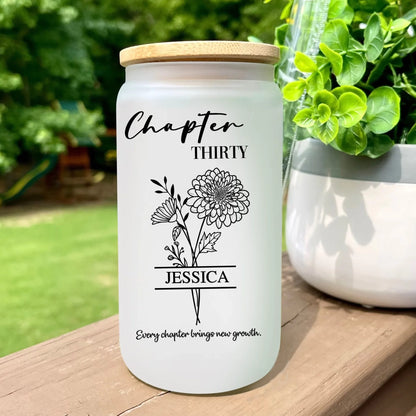 Chapter
THIRTY
JESSICA
Every chapter brings new growth.